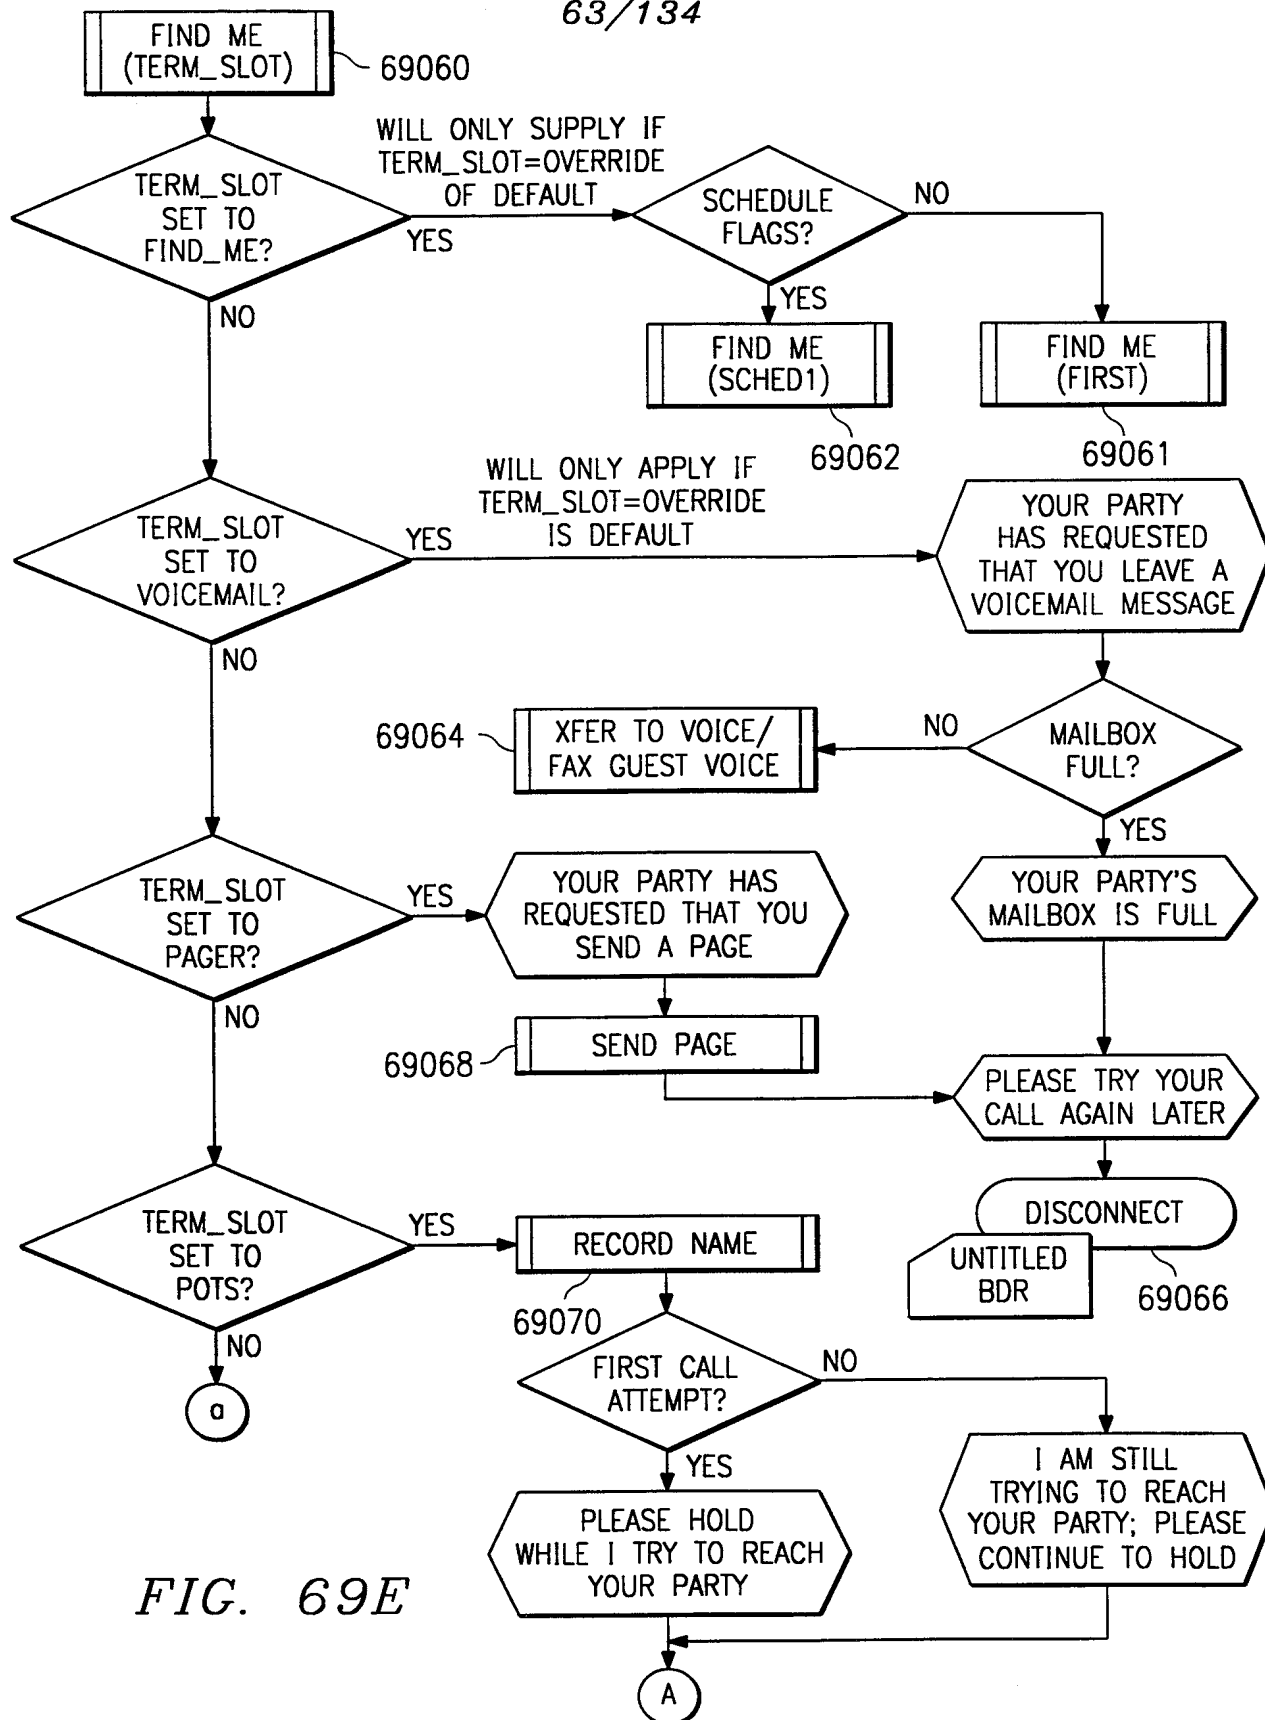 63/134
FIND ME
(TERM_SLOT)
69060
WILL ONLY SUPPLY IF
TERM_SLOT=OVERRIDE
OF DEFAULT
TERM_SLOT
SET TO
FIND_ME?
YES
SCHEDULE
FLAGS?
NO
NO
YES
FIND ME
(SCHED1)
FIND ME
(FIRST)
69062
69061
WILL ONLY APPLY IF
TERM_SLOT=OVERRIDE
IS DEFAULT
TERM_SLOT
SET TO
VOICEMAIL?
YES
YOUR PARTY
HAS REQUESTED
THAT YOU LEAVE A
VOICEMAIL MESSAGE
NO
69064
XFER TO VOICE/
FAX GUEST VOICE
NO
MAILBOX
FULL?
YES
TERM_SLOT
SET TO
PAGER?
YES
YOUR PARTY HAS
REQUESTED THAT YOU
SEND A PAGE
YOUR PARTY'S
MAILBOX IS FULL
NO
69068
SEND PAGE
PLEASE TRY YOUR
CALL AGAIN LATER
DISCONNECT
UNTITLED
BDR
69066
TERM_SLOT
SET TO
POTS?
YES
RECORD NAME
69070
NO
a
FIRST CALL
ATTEMPT?
NO
YES
PLEASE HOLD
WHILE I TRY TO REACH
YOUR PARTY
I AM STILL
TRYING TO REACH
YOUR PARTY; PLEASE
CONTINUE TO HOLD
FIG. 69E
A